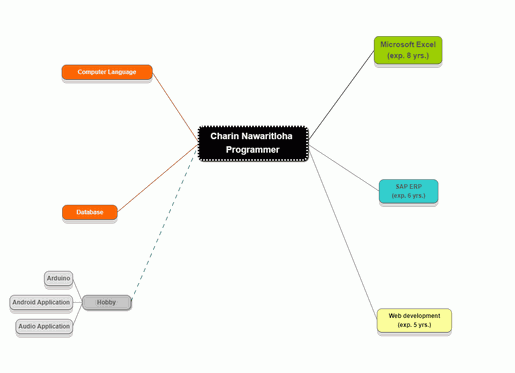 Charin Nawaritloha
Programmer
Computer Language
Database
Hobby
Arduino
Android Application
Audio Application
Microsoft Excel
(exp. 8 yrs.)
SAP ERP
(exp. 6 yrs.)
Web development
(exp. 5 yrs.)